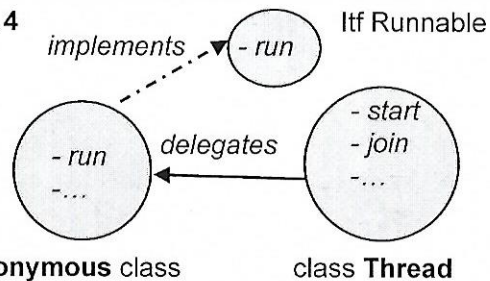 4
Itf Runnable
implements
- run
- start
- join
-...
- run
-...
delegates
onymous class
class Thread